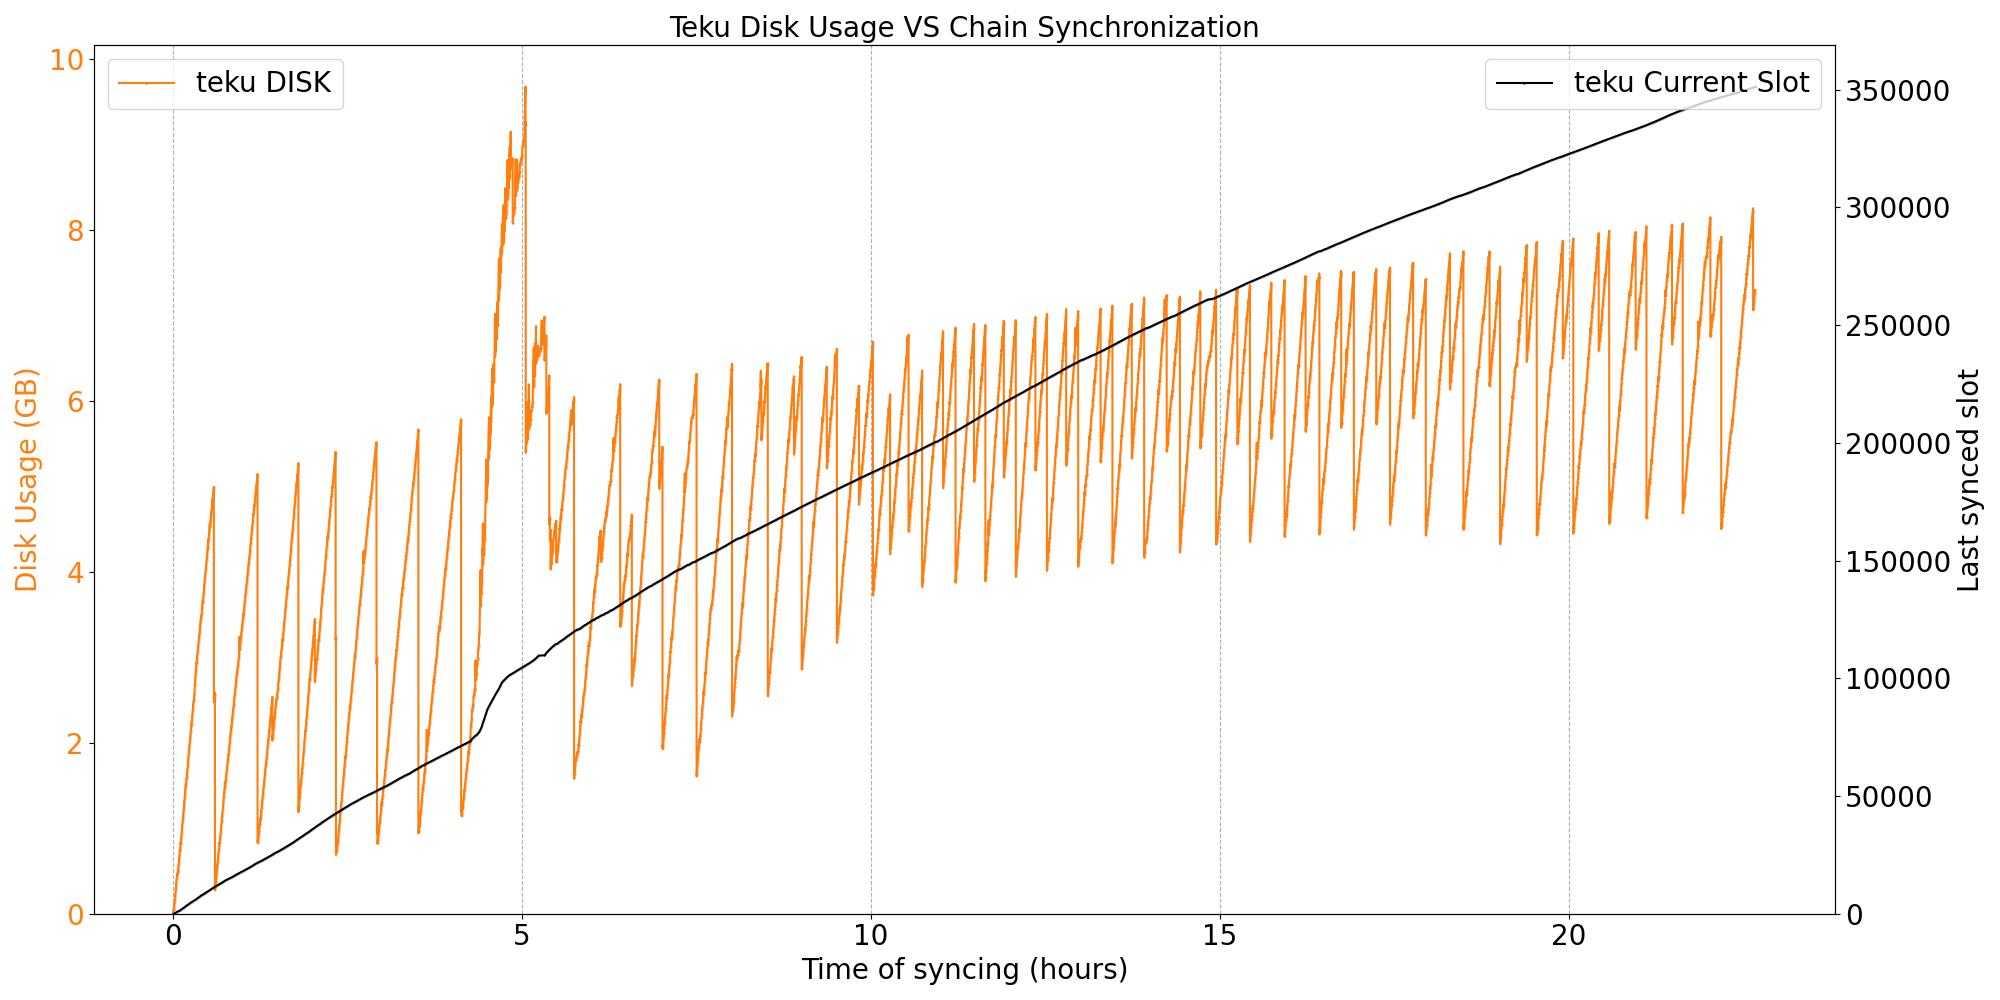 Teku Disk Usage VS Chain Synchronization
teku DISK
teku Current Slot
Disk Usage (GB)
10
8
6
4
2
0
Last synced slot
350000
300000
250000
200000
150000
100000
50000
0
0 5 10 15 20
Time of syncing (hours)